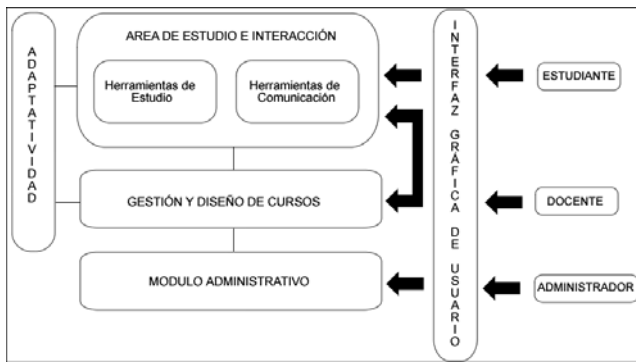 ADAPTATIVIDAD
AREA DE ESTUDIO E INTERACCIÓN
Herramientas de
Estudio
Herramientas de
Comunicación
GESTIÓN Y DISEÑO DE CURSOS
MODULO ADMINISTRATIVO
INTERFAZ GRÁFICA DE USUARIO
ESTUDIANTE
DOCENTE
ADMINISTRADOR